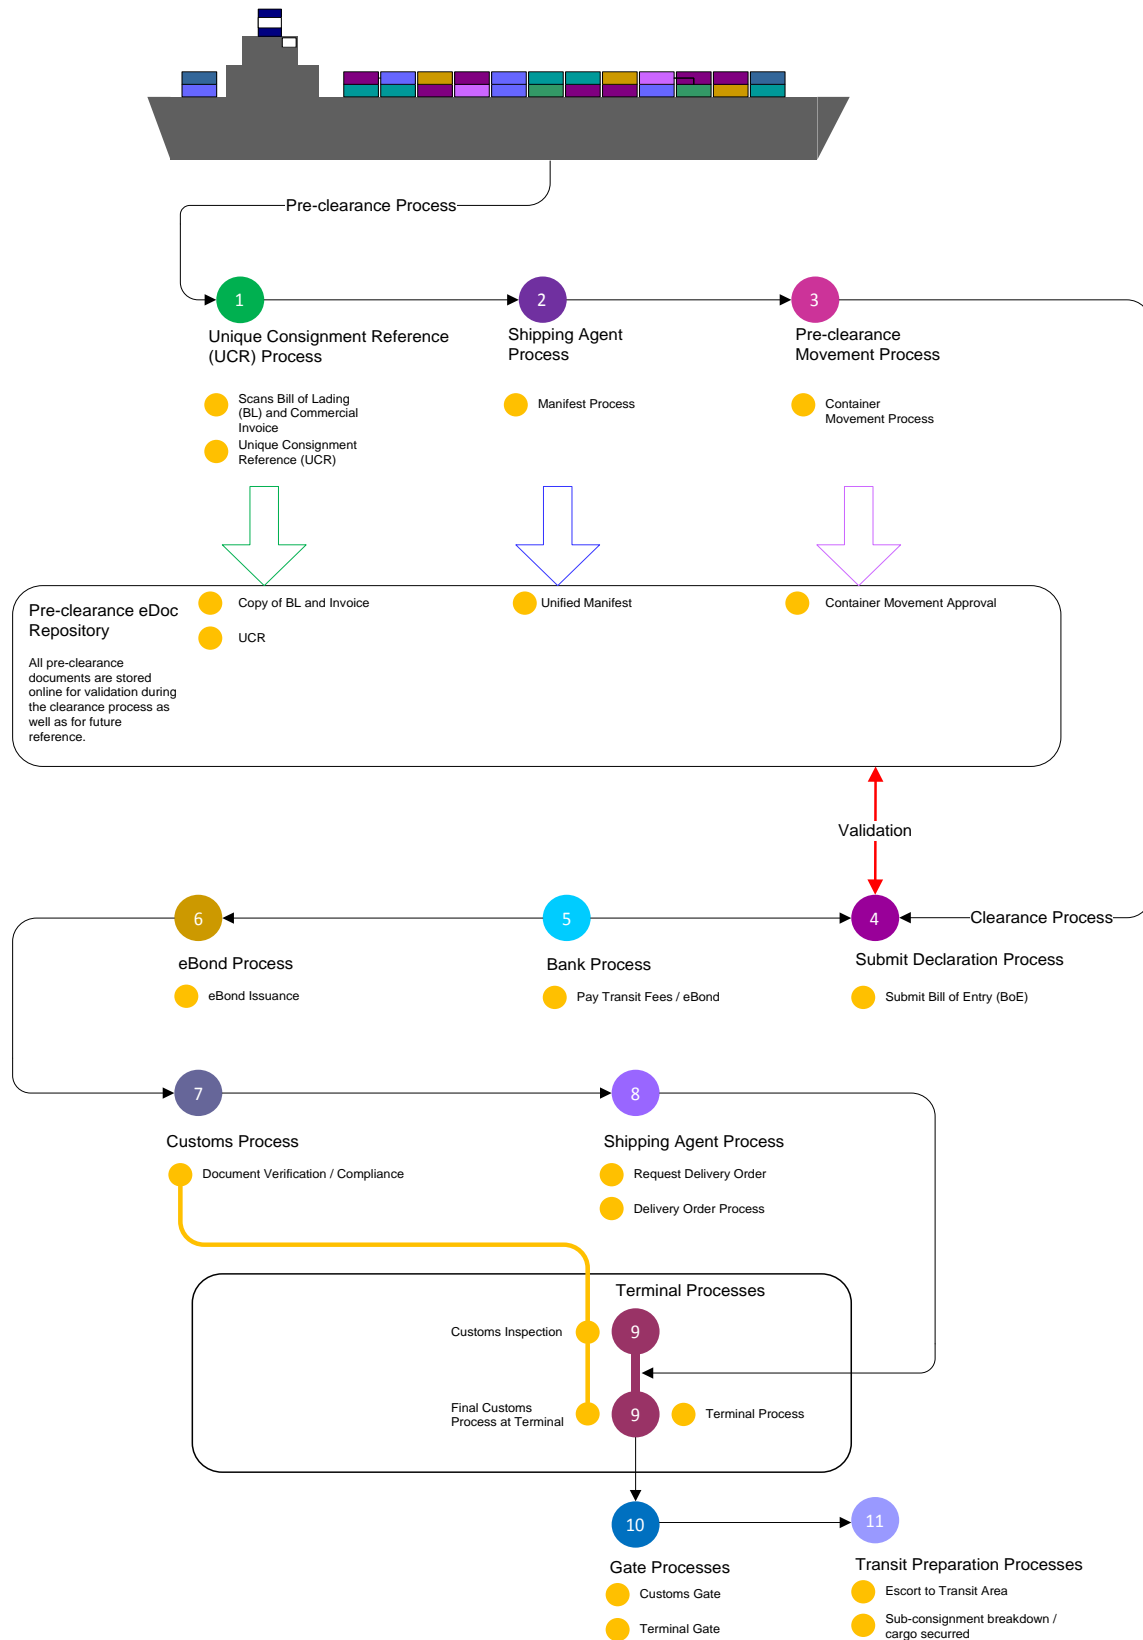 Pre-clearance Process
1
2
3
Unique Consignment Reference
(UCR) Process
Shipping Agent
Process
Pre-clearance
Movement Process
Scans Bill of Lading
(BL) and Commercial
Invoice
Unique Consignment
Reference (UCR)
Manifest Process
Container
Movement Process
Pre-clearance eDoc
Repository
All pre-clearance
documents are stored
online for validation during
the clearance process as
well as for future
reference.
Copy of BL and Invoice
UCR
Unified Manifest
Container Movement Approval
Validation
6
5
4
Clearance Process
eBond Process
Bank Process
Submit Declaration Process
eBond Issuance
Pay Transit Fees / eBond
Submit Bill of Entry (BoE)
7
8
Customs Process
Shipping Agent Process
Document Verification / Compliance
Request Delivery Order
Delivery Order Process
Terminal Processes
Customs Inspection
9
Final Customs
Process at Terminal
9
Terminal Process
10
11
Gate Processes
Transit Preparation Processes
Customs Gate
Terminal Gate
Escort to Transit Area
Sub-consignment breakdown /
cargo securred